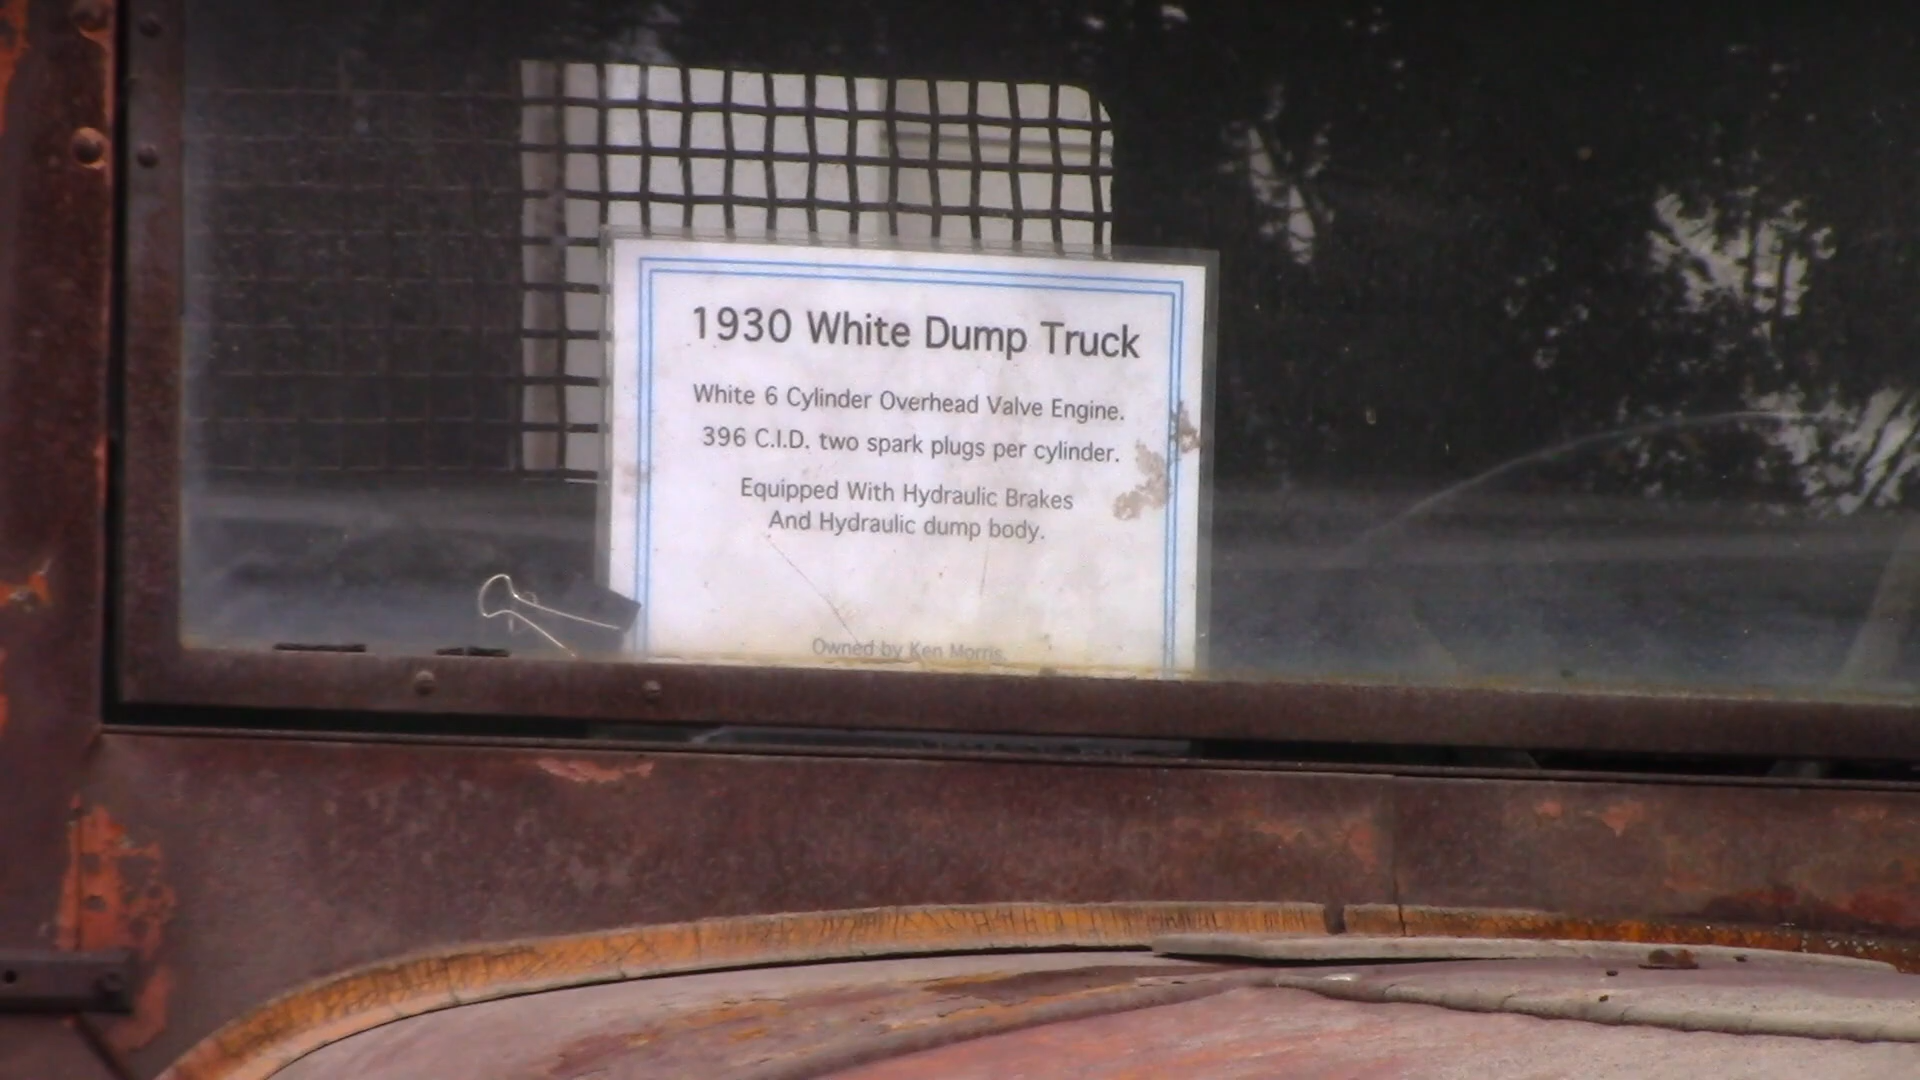 1930 White Dump Truck
White 6 Cylinder Overhead Valve Engine.
396 C.I.D. two spark plugs per cylinder.
Equipped With Hydraulic Brakes
And Hydraulic dump body.
Owned by Ken Morris